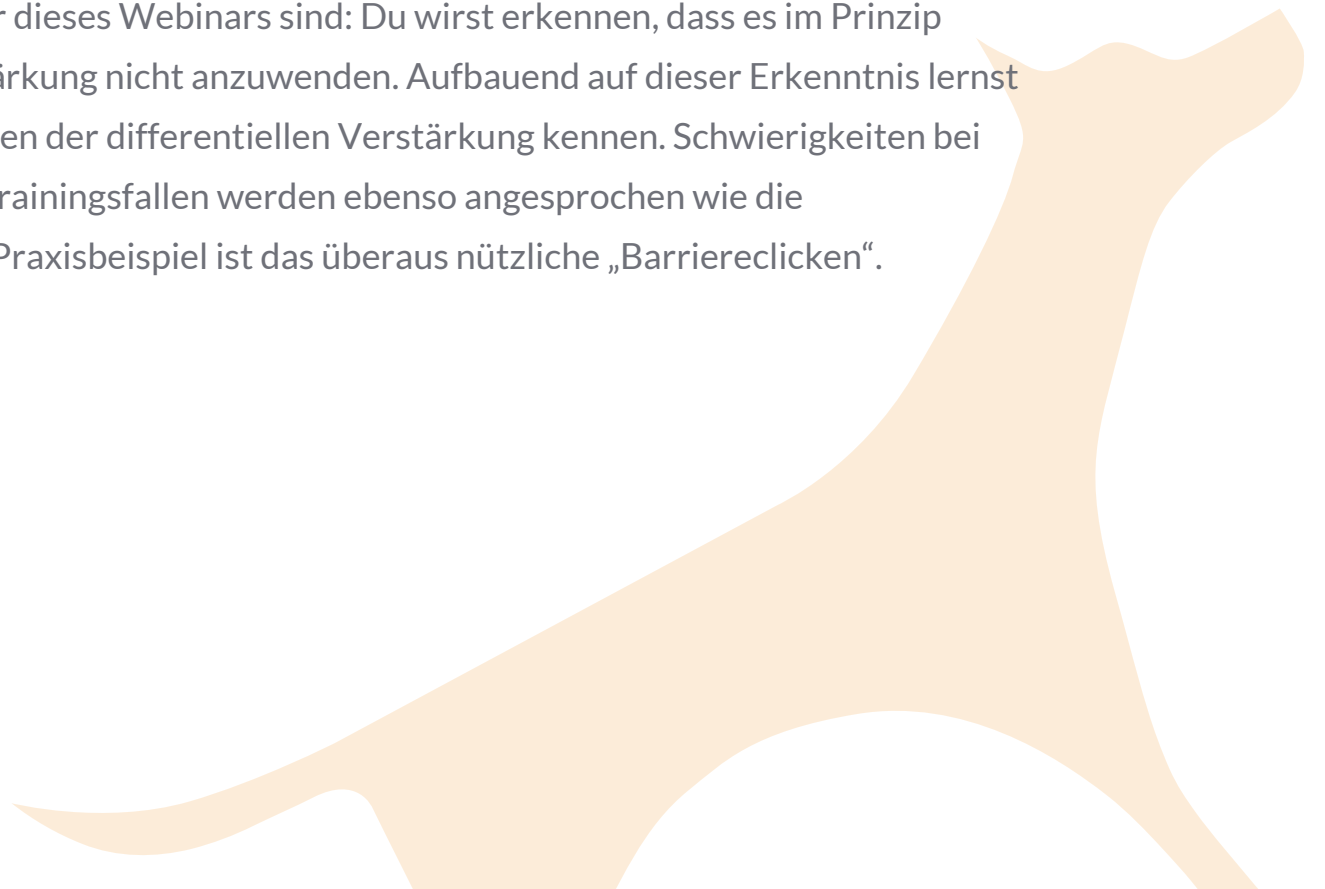 dieses Webinars sind: Du wirst erkennen, dass es im Prinzip
ärkung nicht anzuwenden. Aufbauend auf dieser Erkenntnis lernst
en der differentiellen Verstärkung kennen. Schwierigkeiten bei
rainingsfallen werden ebenso angesprochen wie die
Praxisbeispiel ist das überaus nützliche „Barriereclicken“.